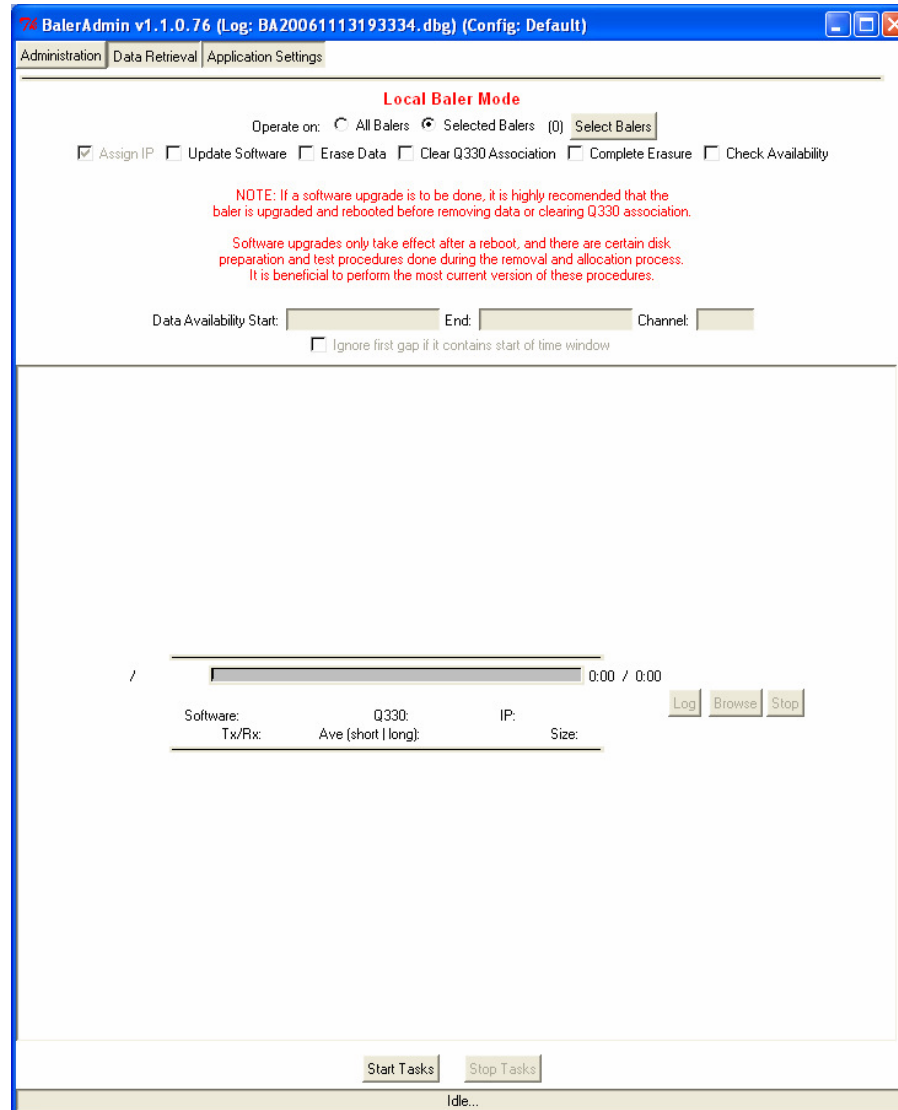 BalerAdmin v1.1.0.76 (Log: BA20061113193334.dbg) (Config: Default)
Administration Data Retrieval Application Settings
Local Baler Mode
Operate on: All Balers Selected Balers (0) Select Balers
Assign IP Update Software Erase Data Clear Q330 Association Complete Erasure Check Availability
NOTE: If a software upgrade is to be done, it is highly recomended that the
baler is upgraded and rebooted before removing data or clearing Q330 association.
Software upgrades only take effect after a reboot, and there are certain disk
preparation and test procedures done during the removal and allocation process.
It is beneficial to perform the most current version of these procedures.
Data Availability Start: End: Channel:
Ignore first gap if it contains start of time window
/ 0:00 / 0:00
Log Browse Stop
Software: Q330: IP:
Tx/Rx: Ave (short | long): Size:
Start Tasks Stop Tasks
Idle...